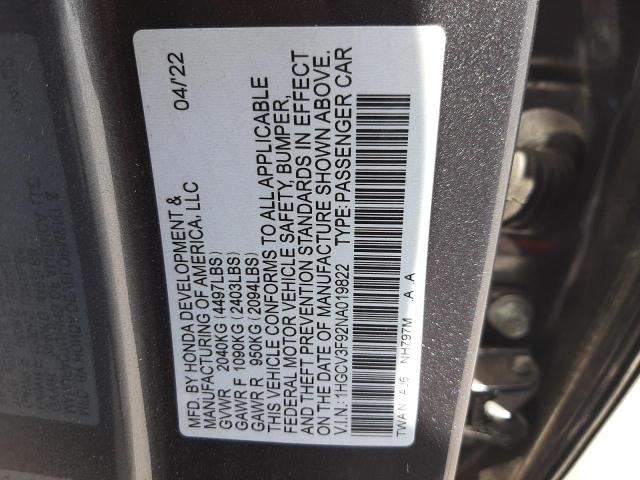 MFD. BY HONDA DEVELOPMENT & 04/'22
MANUFACTURING OF AMERICA, LLC
GVWR 2040KG (4497LBS)
GAWR F 1090KG (2403LBS)
GAWR R 950KG (2094LBS)
THIS VEHICLE CONFORMS TO ALL APPLICABLE
FEDERAL MOTOR VEHICLE SAFETY, BUMPER,
AND THEFT PREVENTION STANDARDS IN EFFECT
ON THE DATE OF MANUFACTURE SHOWN ABOVE.
V.I.N.: 1HGCV3F92NA019822 TYPE: PASSENGER CAR
NH797M A A